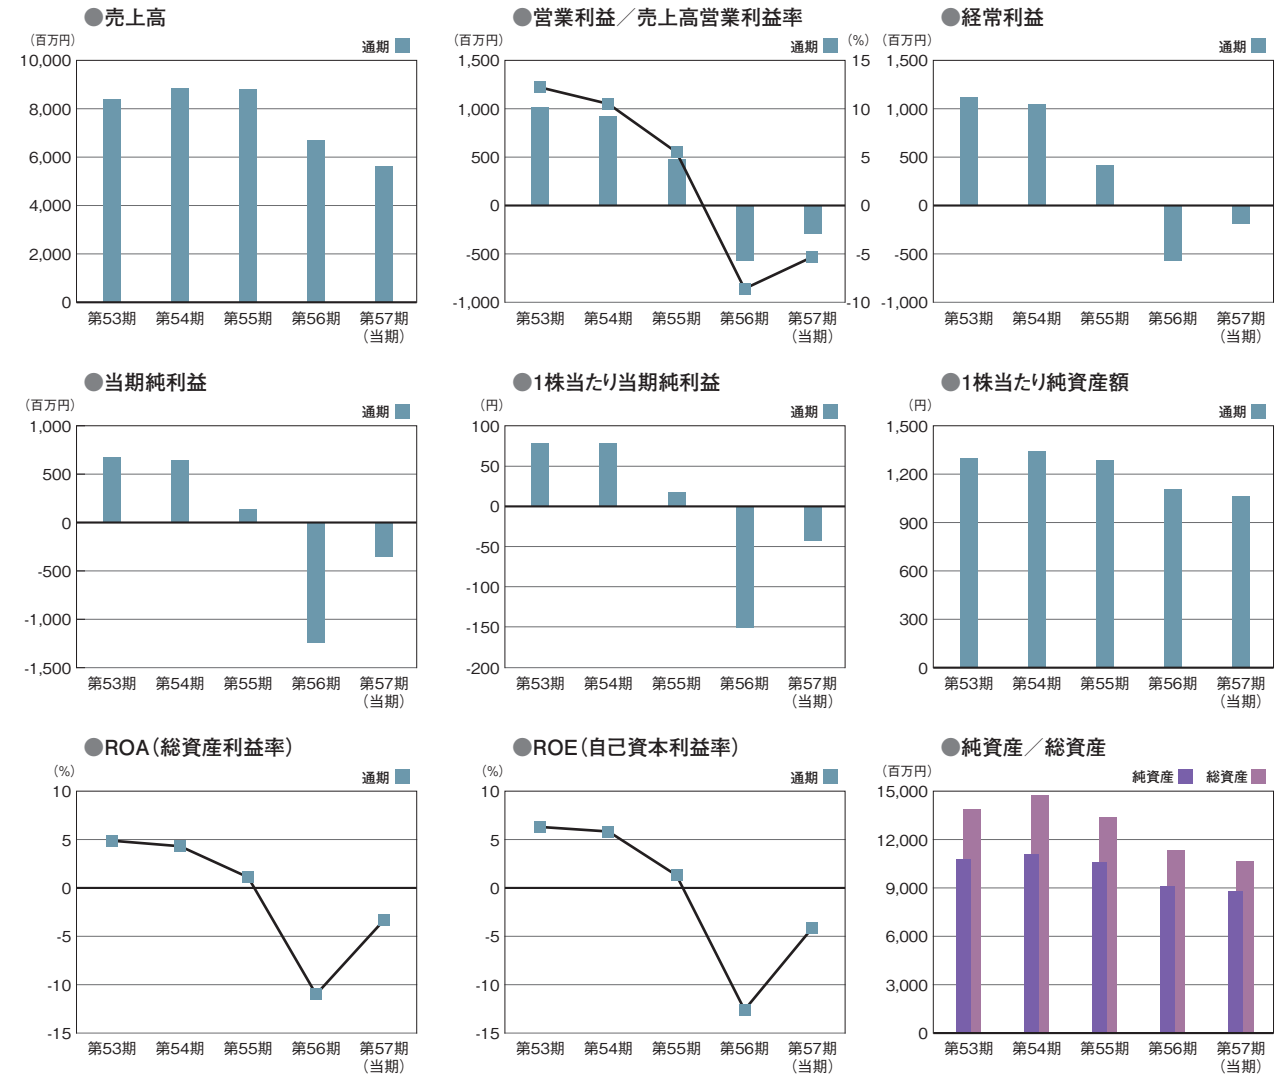 ●売上高
(百万円)
通期
10,000
8,000
6,000
4,000
2,000
0
第53期 第54期 第55期 第56期 第57期
(当期)
●営業利益／売上高営業利益率
(百万円)
通期
(%)
1,500
1,000
500
0
-500
-1,000
15
10
5
0
-5
-10
第53期 第54期 第55期 第56期 第57期
(当期)
●経常利益
(百万円)
通期
1,500
1,000
500
0
-500
-1,000
第53期 第54期 第55期 第56期 第57期
(当期)
●当期純利益
(百万円)
通期
1,000
500
0
-500
-1,000
-1,500
第53期 第54期 第55期 第56期 第57期
(当期)
●1株当たり当期純利益
(円)
通期
100
50
0
-50
-100
-150
-200
第53期 第54期 第55期 第56期 第57期
(当期)
●1株当たり純資産額
(円)
通期
1,500
1,200
900
600
300
0
第53期 第54期 第55期 第56期 第57期
(当期)
●ROA（総資産利益率）
(%)
通期
10
5
0
-5
-10
-15
第53期 第54期 第55期 第56期 第57期
(当期)
●ROE（自己資本利益率）
(%)
通期
10
5
0
-5
-10
-15
第53期 第54期 第55期 第56期 第57期
(当期)
●純資産／総資産
(百万円)
純資産 総資産
15,000
12,000
9,000
6,000
3,000
0
第53期 第54期 第55期 第56期 第57期
(当期)